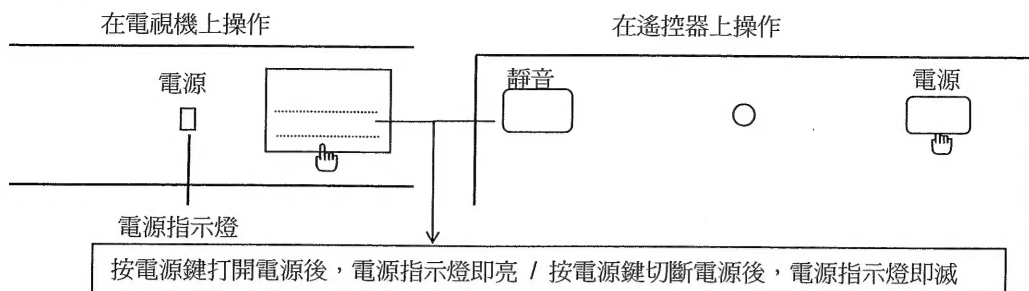 在電視機上操作
在遙控器上操作
電源
靜音
電源
電源指示燈
按電源鍵打開電源後，電源指示燈即亮 / 按電源鍵切斷電源後，電源指示燈即滅